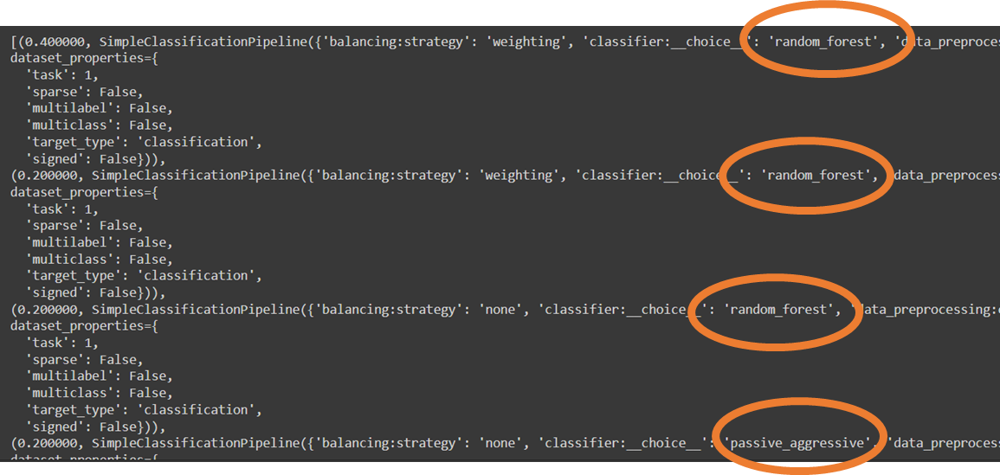 [(0.400000, SimpleClassificationPipeline({'balancing:strategy': 'weighting', 'classifier:__choice__': 'random_forest', 'data_preprocess
dataset_properties={
  'task': 1,
  'sparse': False,
  'multilabel': False,
  'multiclass': False,
  'target_type': 'classification',
  'signed': False})),
(0.200000, SimpleClassificationPipeline({'balancing:strategy': 'weighting', 'classifier:__choice__': 'random_forest', 'data_preprocess
dataset_properties={
  'task': 1,
  'sparse': False,
  'multilabel': False,
  'multiclass': False,
  'target_type': 'classification',
  'signed': False})),
(0.200000, SimpleClassificationPipeline({'balancing:strategy': 'none', 'classifier:__choice__': 'random_forest', 'data_preprocessing:
dataset_properties={
  'task': 1,
  'sparse': False,
  'multilabel': False,
  'multiclass': False,
  'target_type': 'classification',
  'signed': False})),
(0.200000, SimpleClassificationPipeline({'balancing:strategy': 'none', 'classifier:__choice__': 'passive_aggressive', 'data_preprocess
dataset_properties={